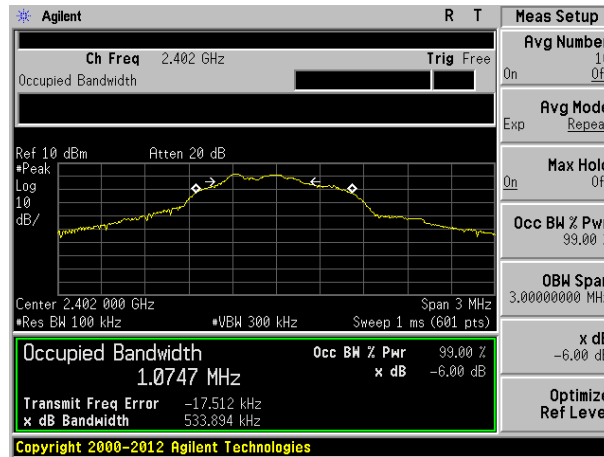 Agilent R T Meas Setup
Avg Number
On
Ch Freq 2.402 GHz Trig Free
Occupied Bandwidth
Avg Mode
Exp
Ref 10 dBm Atten 20 dB
#Peak
Log
10
dB/
Max Hold
On
Occ BW % Pwr
99.00
OBW Span
3.00000000
Center 2.402 000 GHz Span 3 MHz
#Res BW 100 kHz #VBW 300 kHz Sweep 1 ms (601 pts)
x dB
-6.00
Occupied Bandwidth
1.0747 MHz
Occ BW % Pwr 99.00 %
x dB -6.00 dB
Transmit Freq Error -17.512 kHz
x dB Bandwidth 533.894 kHz
Optimize
Ref Level
Copyright 2000-2012 Agilent Technologies